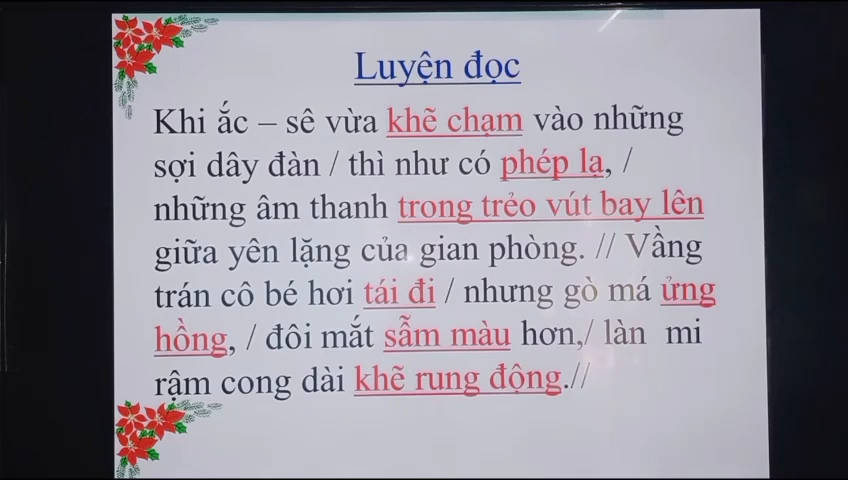 Luyện đọc
Khi ắc – sê vừa khẽ chạm vào những
sợi dây đàn / thì như có phép lạ, /
những âm thanh trong trẻo vút bay lên
giữa yên lặng của gian phòng. // Vầng
trán cô bé hơi tái đi / nhưng gò má ửng
hồng, / đôi mắt sẫm màu hơn,/ làn mi
rậm cong dài khẽ rung động.//